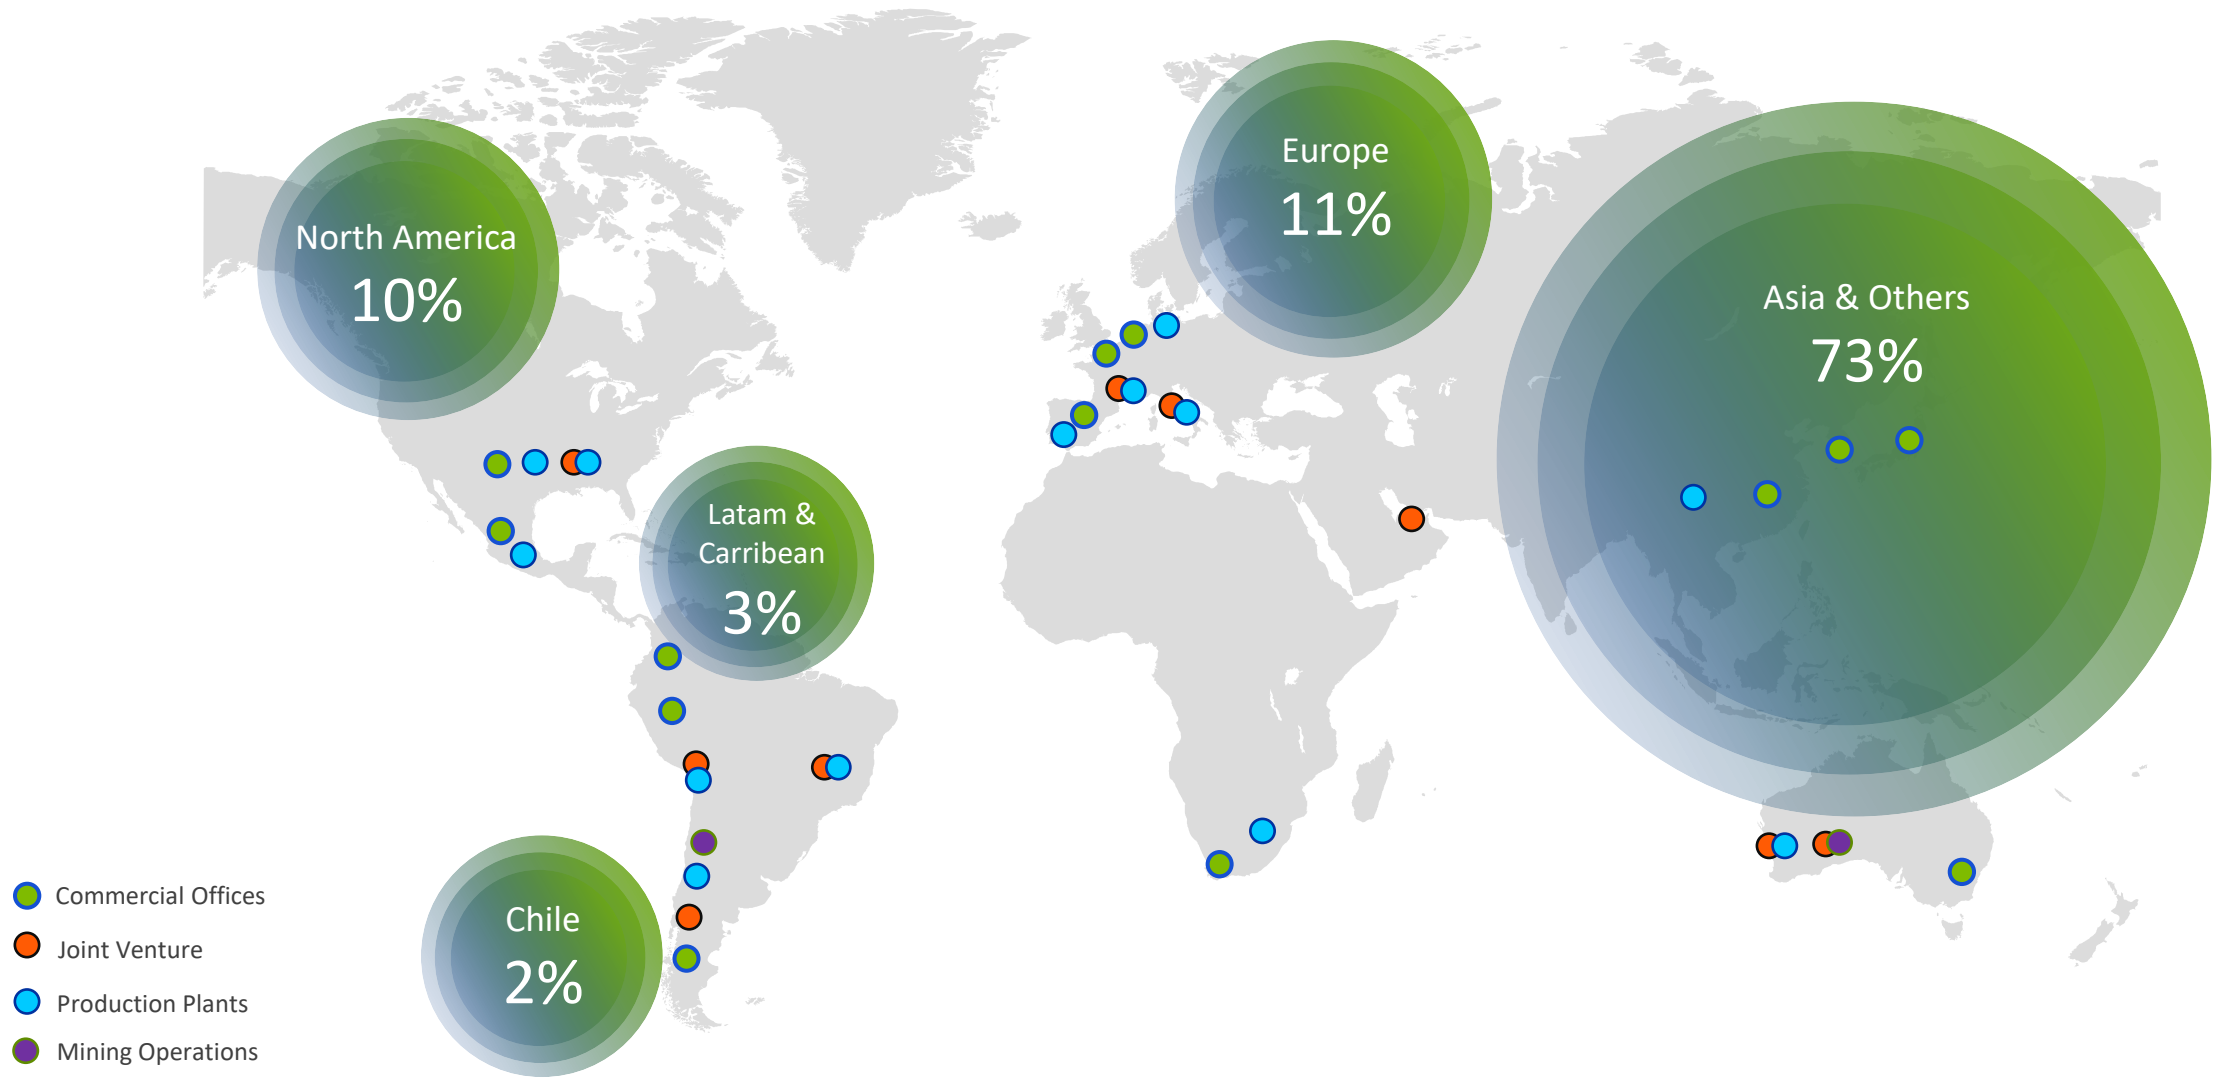 North America
10%
Europe
11%
Asia & Others
73%
Latam &
Carribean
3%
Chile
2%
Commercial Offices
Joint Venture
Production Plants
Mining Operations